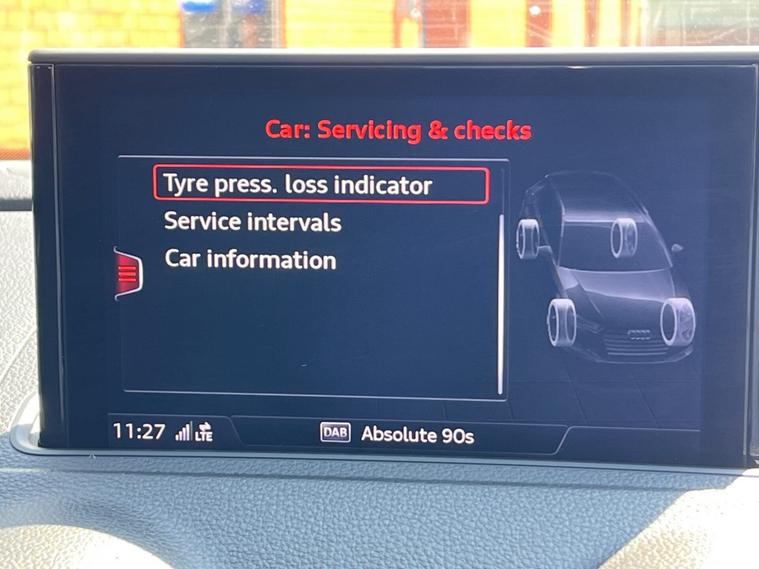 Car: Servicing & checks
Tyre press. loss indicator
Service intervals
Car information
11:27 LTE DAB Absolute 90s